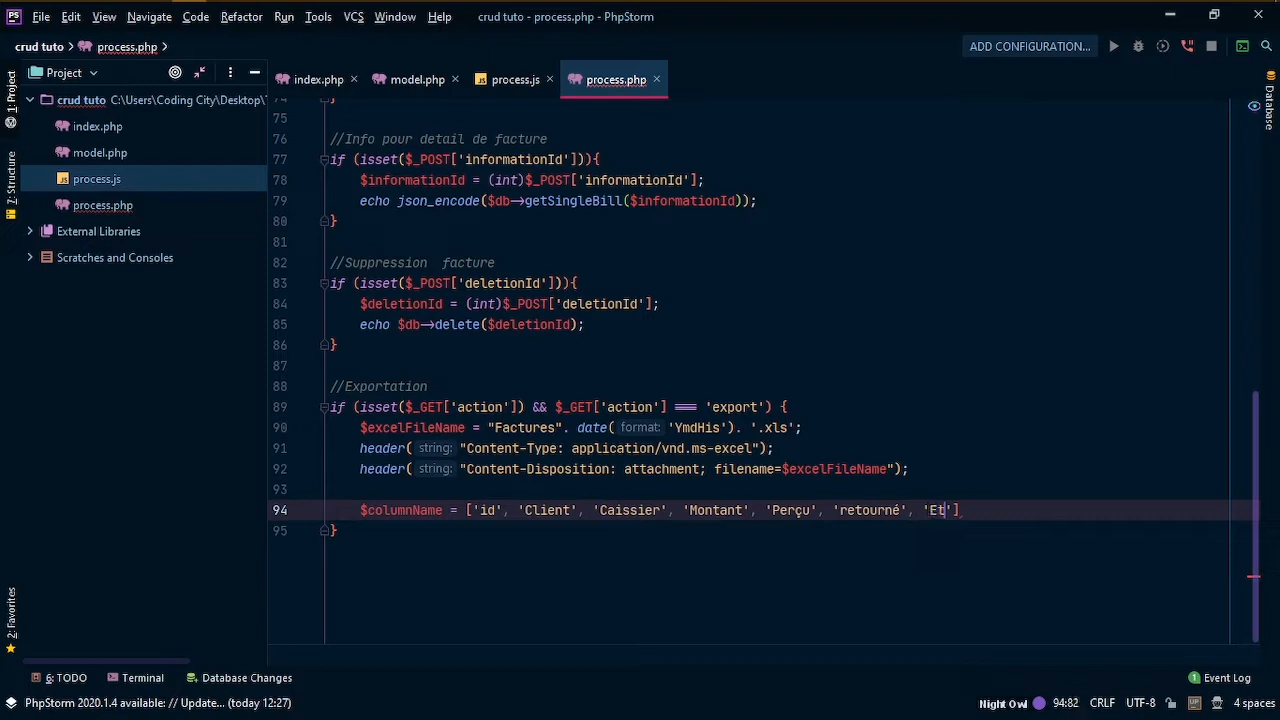 File Edit View Navigate Code Refactor Run Tools VCS Window Help crud tuto - process.php - PhpStorm
crud tuto process.php ADD CONFIGURATION...
1: Project
Z: Structure
2: Favorites
Database
Project
crud tuto C:\Users\Coding City\Desktop\
index.php
model.php
process.js
process.php
External Libraries
Scratches and Consoles
index.php model.php process.js process.php
74 }
75
76 //Info pour detail de facture
77 if (isset($_POST['informationId'])){
78 $informationId = (int)$_POST['informationId'];
79 echo json_encode($db->getSingleBill($informationId));
80 }
81
82 //Suppression  facture
83 if (isset($_POST['deletionId'])){
84 $deletionId = (int)$_POST['deletionId'];
85 echo $db->delete($deletionId);
86 }
87
88 //Exportation
89 if (isset($_GET['action']) && $_GET['action'] === 'export') {
90 $excelFileName = "Factures". date( format: 'YmdHis'). '.xls';
91 header( string: "Content-Type: application/vnd.ms-excel");
92 header( string: "Content-Disposition: attachment; filename=$excelFileName");
93
94 $columnName = ['id', 'Client', 'Caissier', 'Montant', 'Perçu', 'retourné', 'Et']
95 }
6: TODO Terminal Database Changes 1 Event Log
PhpStorm 2020.1.4 available: // Update... (today 12:27) Night Owl 94:82 CRLF UTF-8 4 spaces